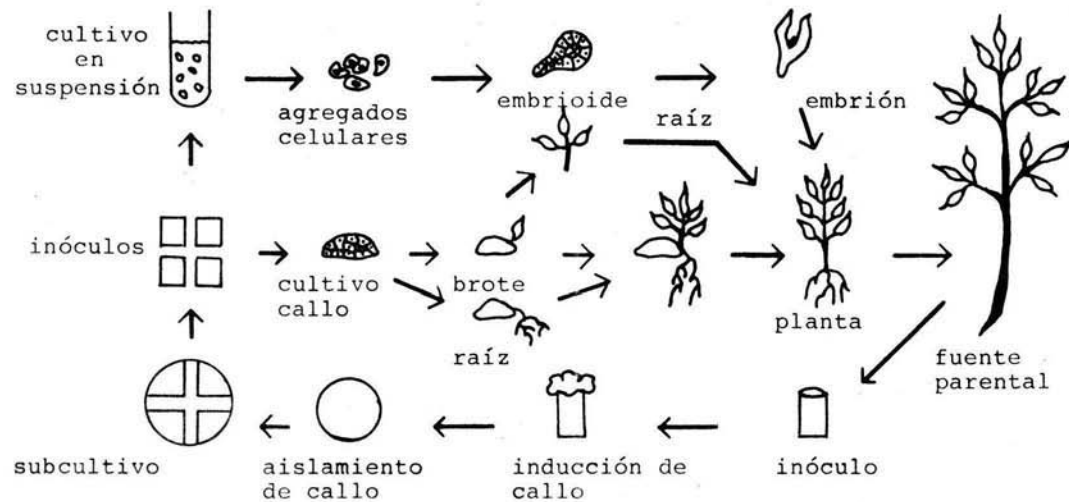 cultivo
en
suspensión
agregados
celulares
embrioide
raíz
embrión
inóculos
cultivo
callo
brote
raíz
planta
fuente
parental
subcultivo
aislamiento
de callo
inducción de
callo
inóculo